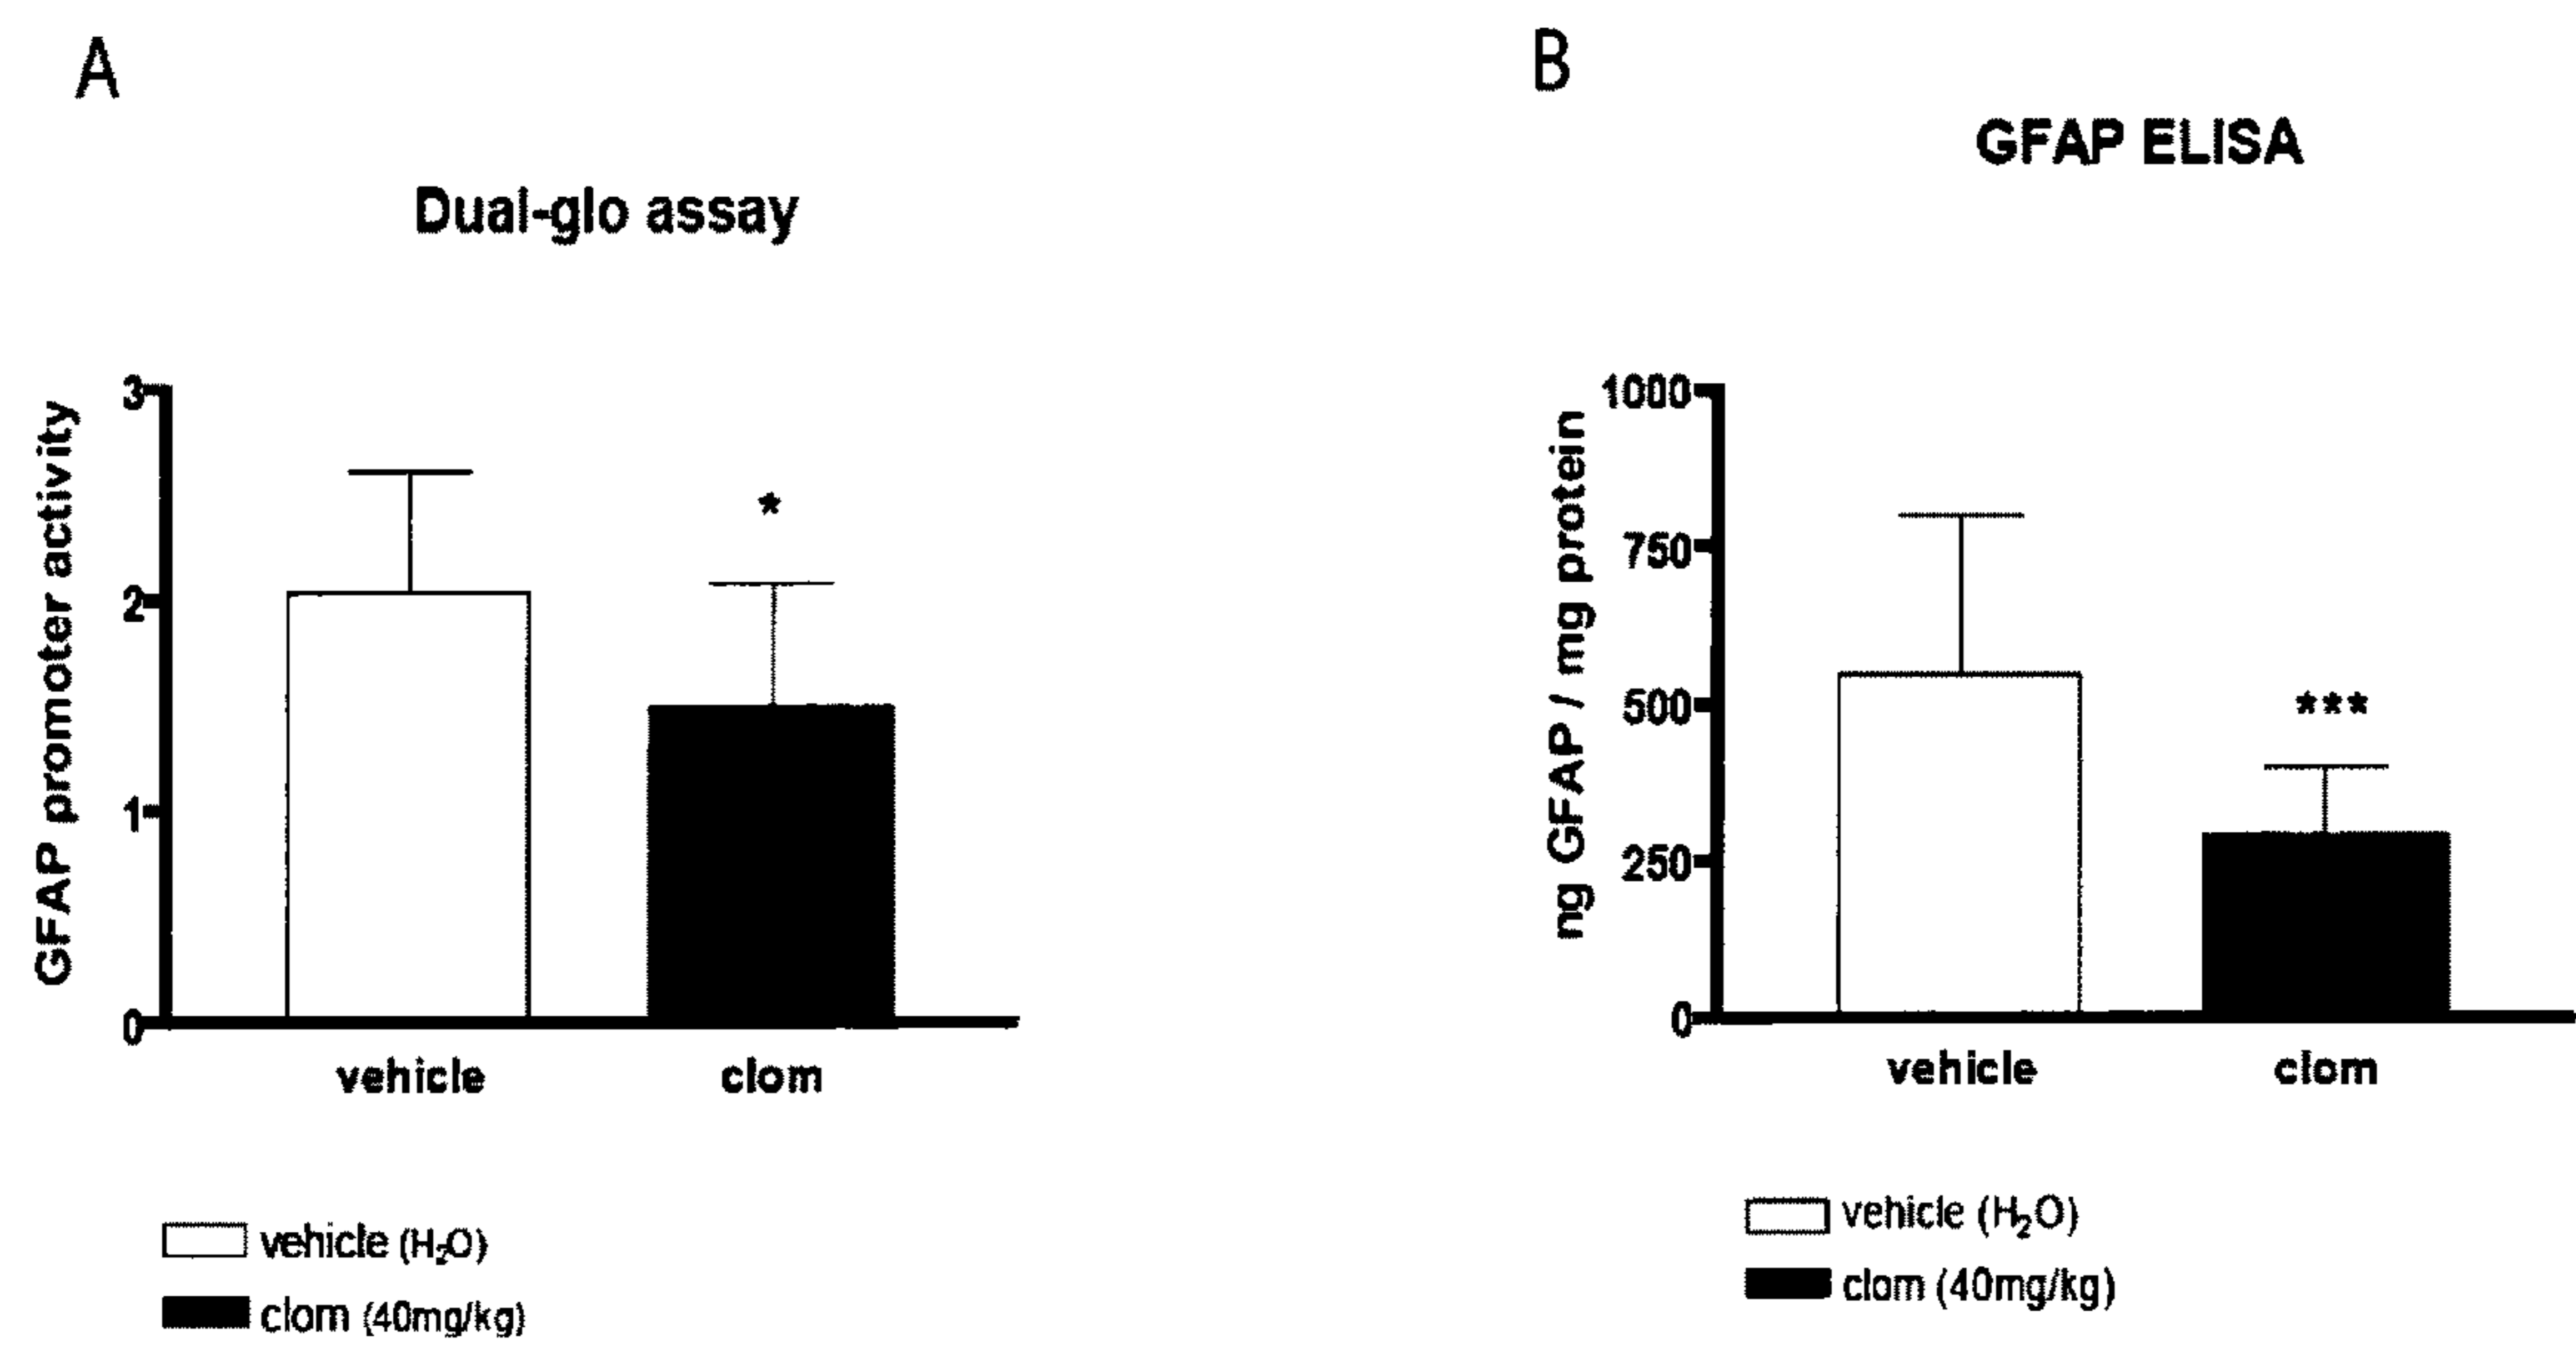 A
Dual-glo assay
GFAP promoter activity
3
2
1
0
*
vehicle
clom
vehicle (H₂O)
clom (40mg/kg)
B
GFAP ELISA
ng GFAP / mg protein
1000
750
500
250
0
***
vehicle
clom
vehicle (H₂O)
clom (40mg/kg)